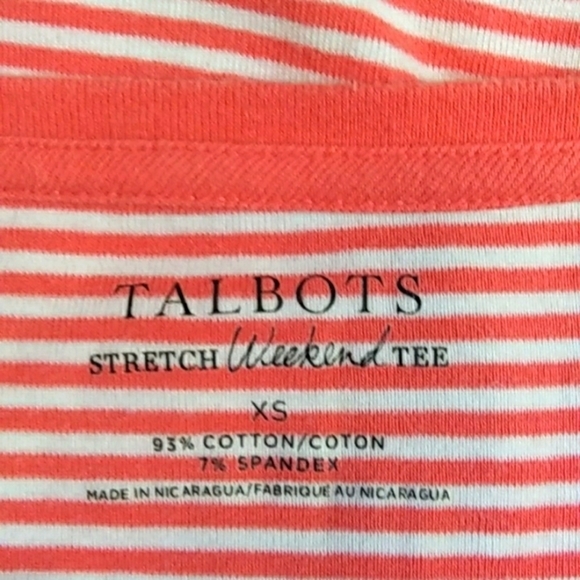 TALBOTS
STRETCH Weekend TEE
XS
93% COTTON/COTON
7% SPANDEX
MADE IN NICARAGUA/FABRIQUE AU NICARAGUA